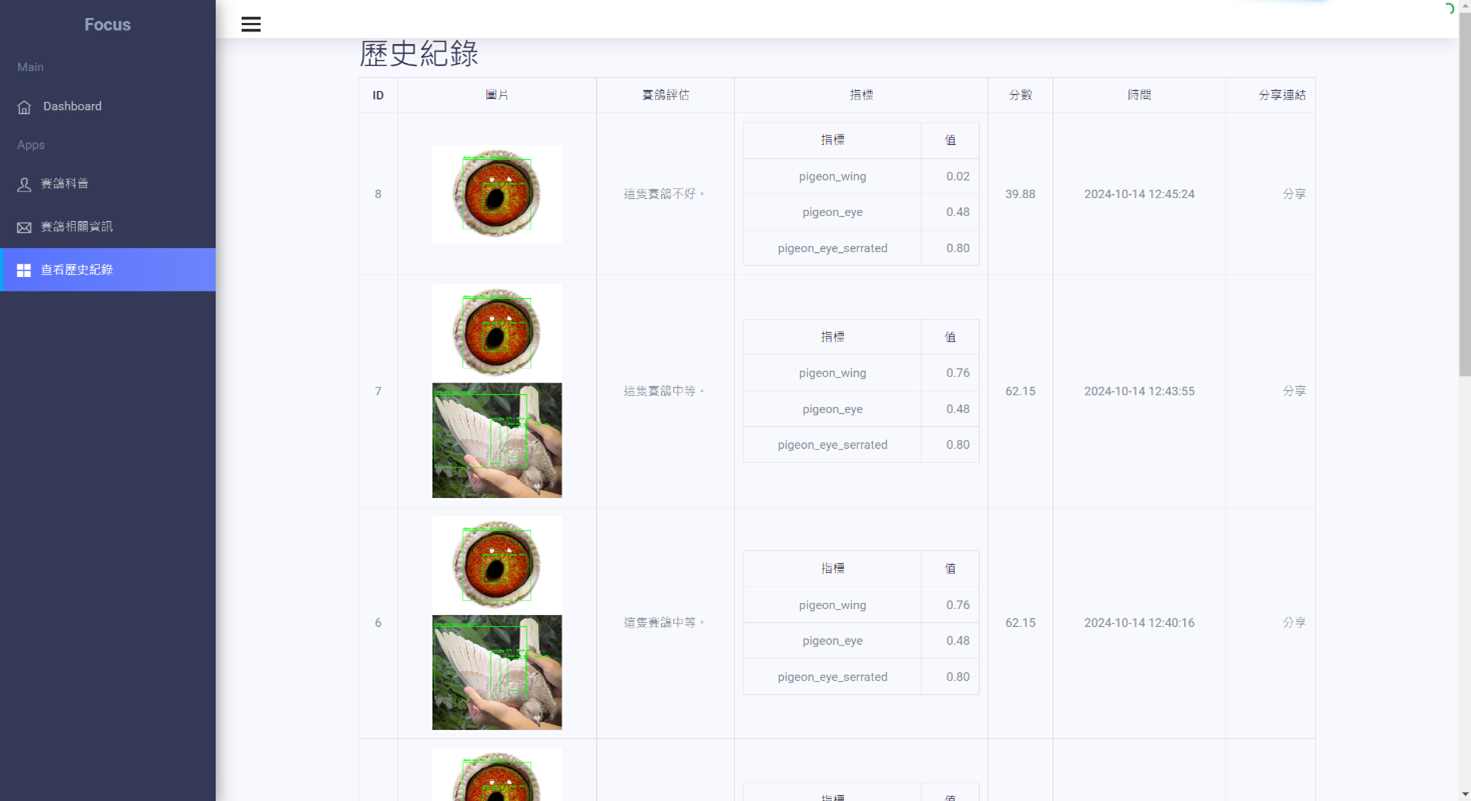 Focus
Main
Dashboard
Apps
賽鴿科普
賽鴿相關資訊
查看歷史紀錄
歷史紀錄
ID 圖片 賽鴿評估 指標 分數 時間 分享連結
指標 值
pigeon_wing 0.02
8 這隻賽鴿不好。 39.88 2024-10-14 12:45:24 分享
pigeon_eye 0.48
pigeon_eye_serrated 0.80
指標 值
pigeon_wing 0.76
7 這隻賽鴿中等。 62.15 2024-10-14 12:43:55 分享
pigeon_eye 0.48
pigeon_eye_serrated 0.80
指標 值
pigeon_wing 0.76
6 這隻賽鴿中等。 62.15 2024-10-14 12:40:16 分享
pigeon_eye 0.48
pigeon_eye_serrated 0.80
指標 值